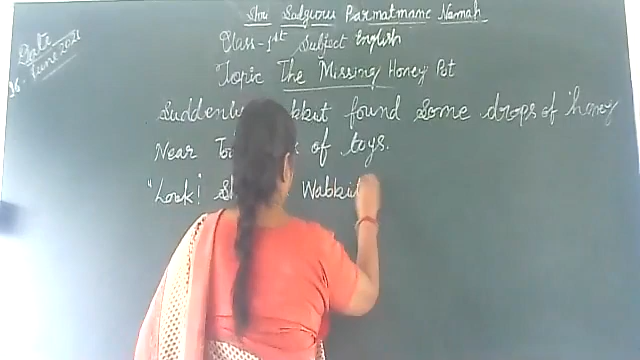 Shri Sadguru Parmatmane Namah
Date
16 - June 2021
Class - 1st Subject English
Topic The Missing Honey Pot
Suddenly found some drops of honey
Near of toys.
"Look! Wabbit